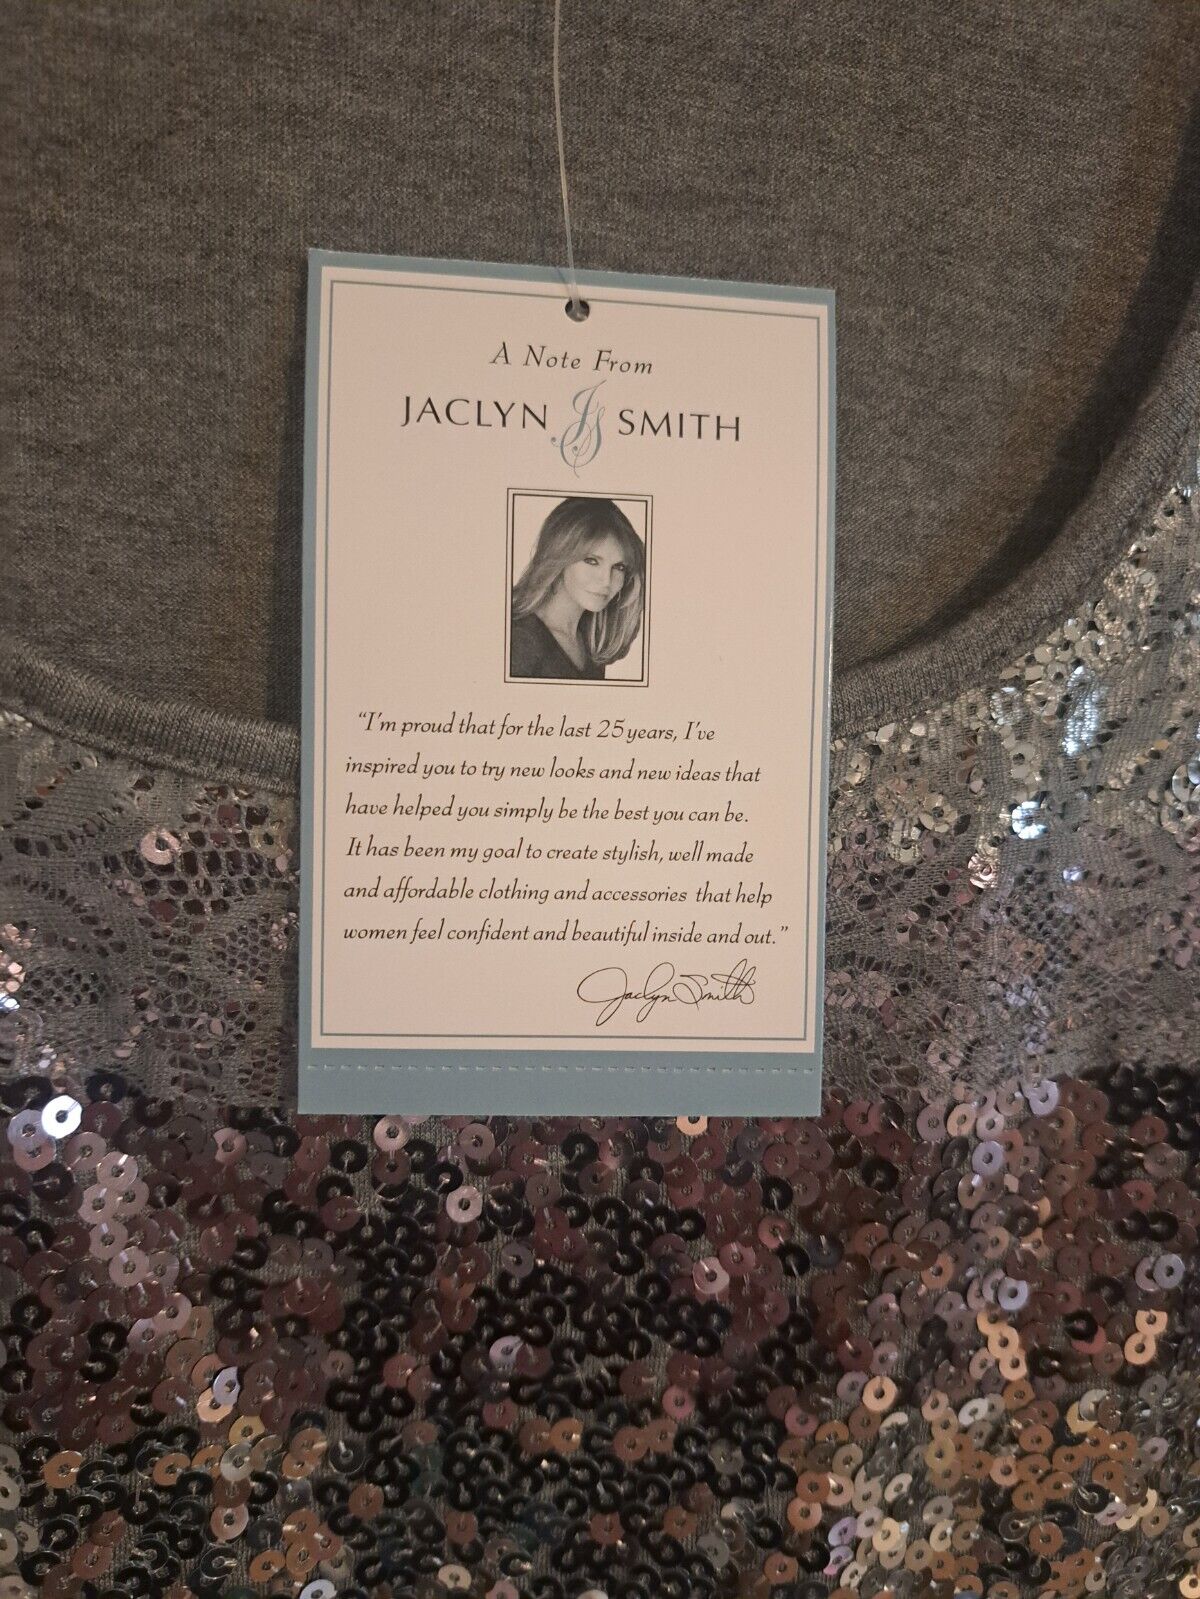 A Note From
JACLYN JS SMITH
"I'm proud that for the last 25 years, I've
inspired you to try new looks and new ideas that
have helped you simply be the best you can be.
It has been my goal to create stylish, well made
and affordable clothing and accessories that help
women feel confident and beautiful inside and out."
Jaclyn Smith